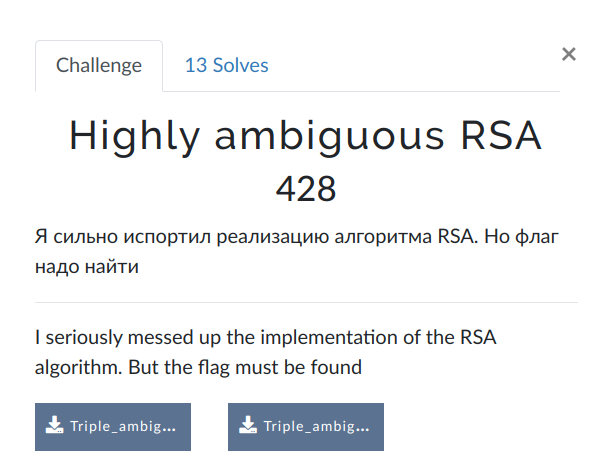 Challenge
13 Solves
×
Highly ambiguous RSA
428
Я сильно испортил реализацию алгоритма RSA. Но флаг
надо найти
I seriously messed up the implementation of the RSA
algorithm. But the flag must be found
Triple_ambig...
Triple_ambig...